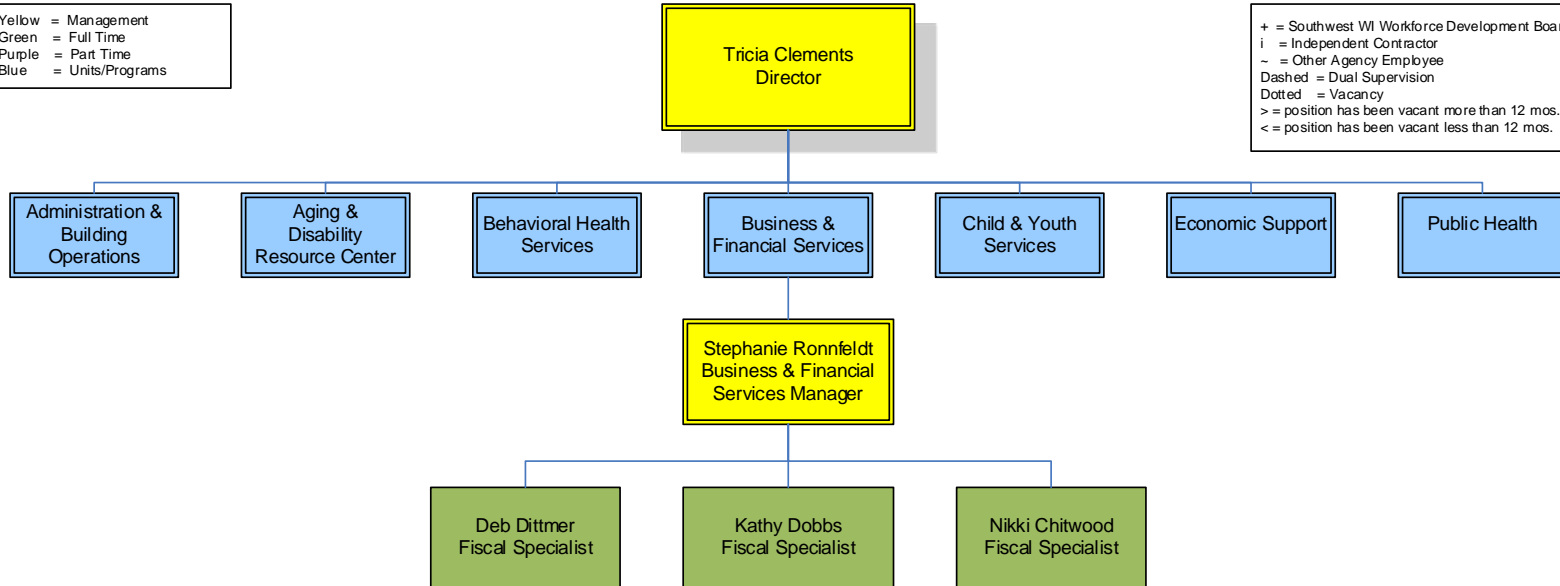 Yellow = Management
Green = Full Time
Purple = Part Time
Blue = Units/Programs
Tricia Clements
Director
+ = Southwest WI Workforce Development Boar
i = Independent Contractor
~ = Other Agency Employee
Dashed = Dual Supervision
Dotted = Vacancy
> = position has been vacant more than 12 mos.
< = position has been vacant less than 12 mos.
Administration &
Building
Operations
Aging &
Disability
Resource Center
Behavioral Health
Services
Business &
Financial Services
Child & Youth
Services
Economic Support
Public Health
Stephanie Ronnfeldt
Business & Financial
Services Manager
Deb Dittmer
Fiscal Specialist
Kathy Dobbs
Fiscal Specialist
Nikki Chitwood
Fiscal Specialist